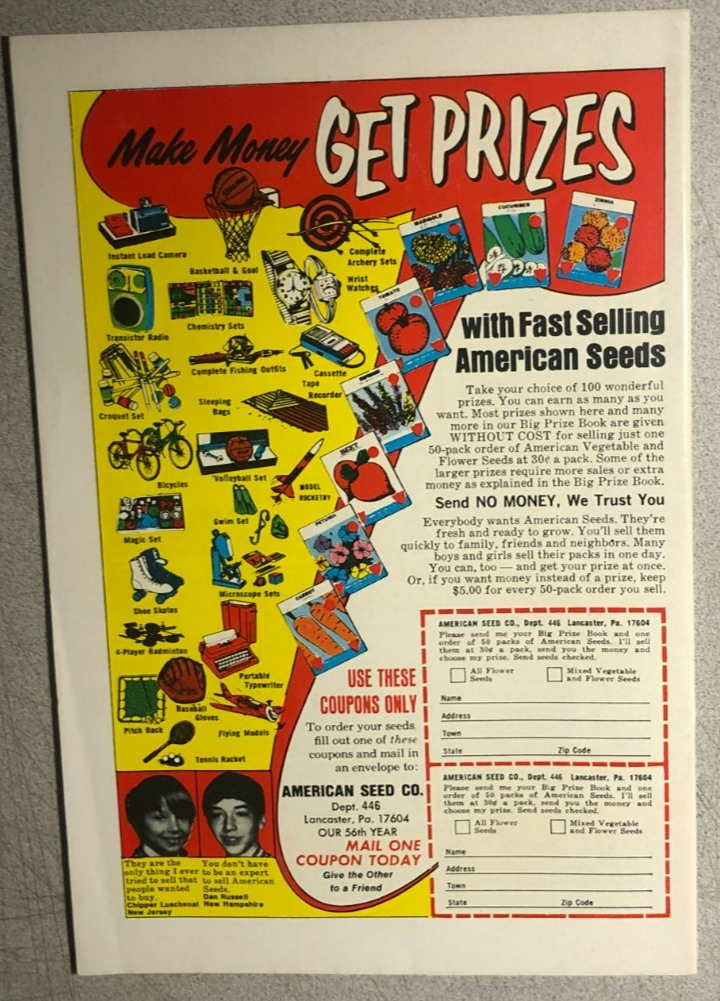 Make Money GET PRIZES
Instant Load Camera
Basketball & Goal
Complete
Archery Sets
MARIGOLD
CUCUMBER
ZINNIA
Wrist
Watches
Transistor Radio
Chemistry Sets
TOMATO
Complete Fishing Outfits
Cassette
Tape
Recorder
Croquet Set
Sleeping
Bags
Bicycles
Volleyball Set
BEET
MODEL
ROCKETRY
Magic Set
Swim Set
PETUNIA
Shoe Skates
Microscope Sets
CARROT
4-Player Badminton
Portable
Typewriter
Pitch Back
Baseball
Gloves
Flying Models
Tennis Racket
with Fast Selling
American Seeds
Take your choice of 100 wonderful
prizes. You can earn as many as you
want. Most prizes shown here and many
more in our Big Prize Book are given
WITHOUT COST for selling just one
50-pack order of American Vegetable and
Flower Seeds at 30¢ a pack. Some of the
larger prizes require more sales or extra
money as explained in the Big Prize Book.
Send NO MONEY, We Trust You
Everybody wants American Seeds. They're
fresh and ready to grow. You'll sell them
quickly to family, friends and neighbors. Many
boys and girls sell their packs in one day.
You can, too — and get your prize at once.
Or, if you want money instead of a prize, keep
$5.00 for every 50-pack order you sell.
USE THESE
COUPONS ONLY
To order your seeds,
fill out one of these
coupons and mail in
an envelope to:
AMERICAN SEED CO.
Dept. 446
Lancaster, Pa. 17604
OUR 56th YEAR
MAIL ONE
COUPON TODAY
Give the Other
to a Friend
They are the
only thing I ever
tried to sell that
people wanted
to buy.
Chipper Luschenat
New Jersey
You don't have
to be an expert
to sell American
Seeds.
Dan Russell
New Hampshire
AMERICAN SEED CO., Dept. 446 Lancaster, Pa. 17604
Please send me your Big Prize Book and one
order of 50 packs of American Seeds. I'll sell
them at 30¢ a pack, send you the money and
choose my prize. Send seeds checked.
All Flower
Seeds
Mixed Vegetable
and Flower Seeds
Name
Address
Town
State Zip Code
AMERICAN SEED CO., Dept. 446 Lancaster, Pa. 17604
Please send me your Big Prize Book and one
order of 50 packs of American Seeds. I'll sell
them at 30¢ a pack, send you the money and
choose my prize. Send seeds checked.
All Flower
Seeds
Mixed Vegetable
and Flower Seeds
Name
Address
Town
State Zip Code